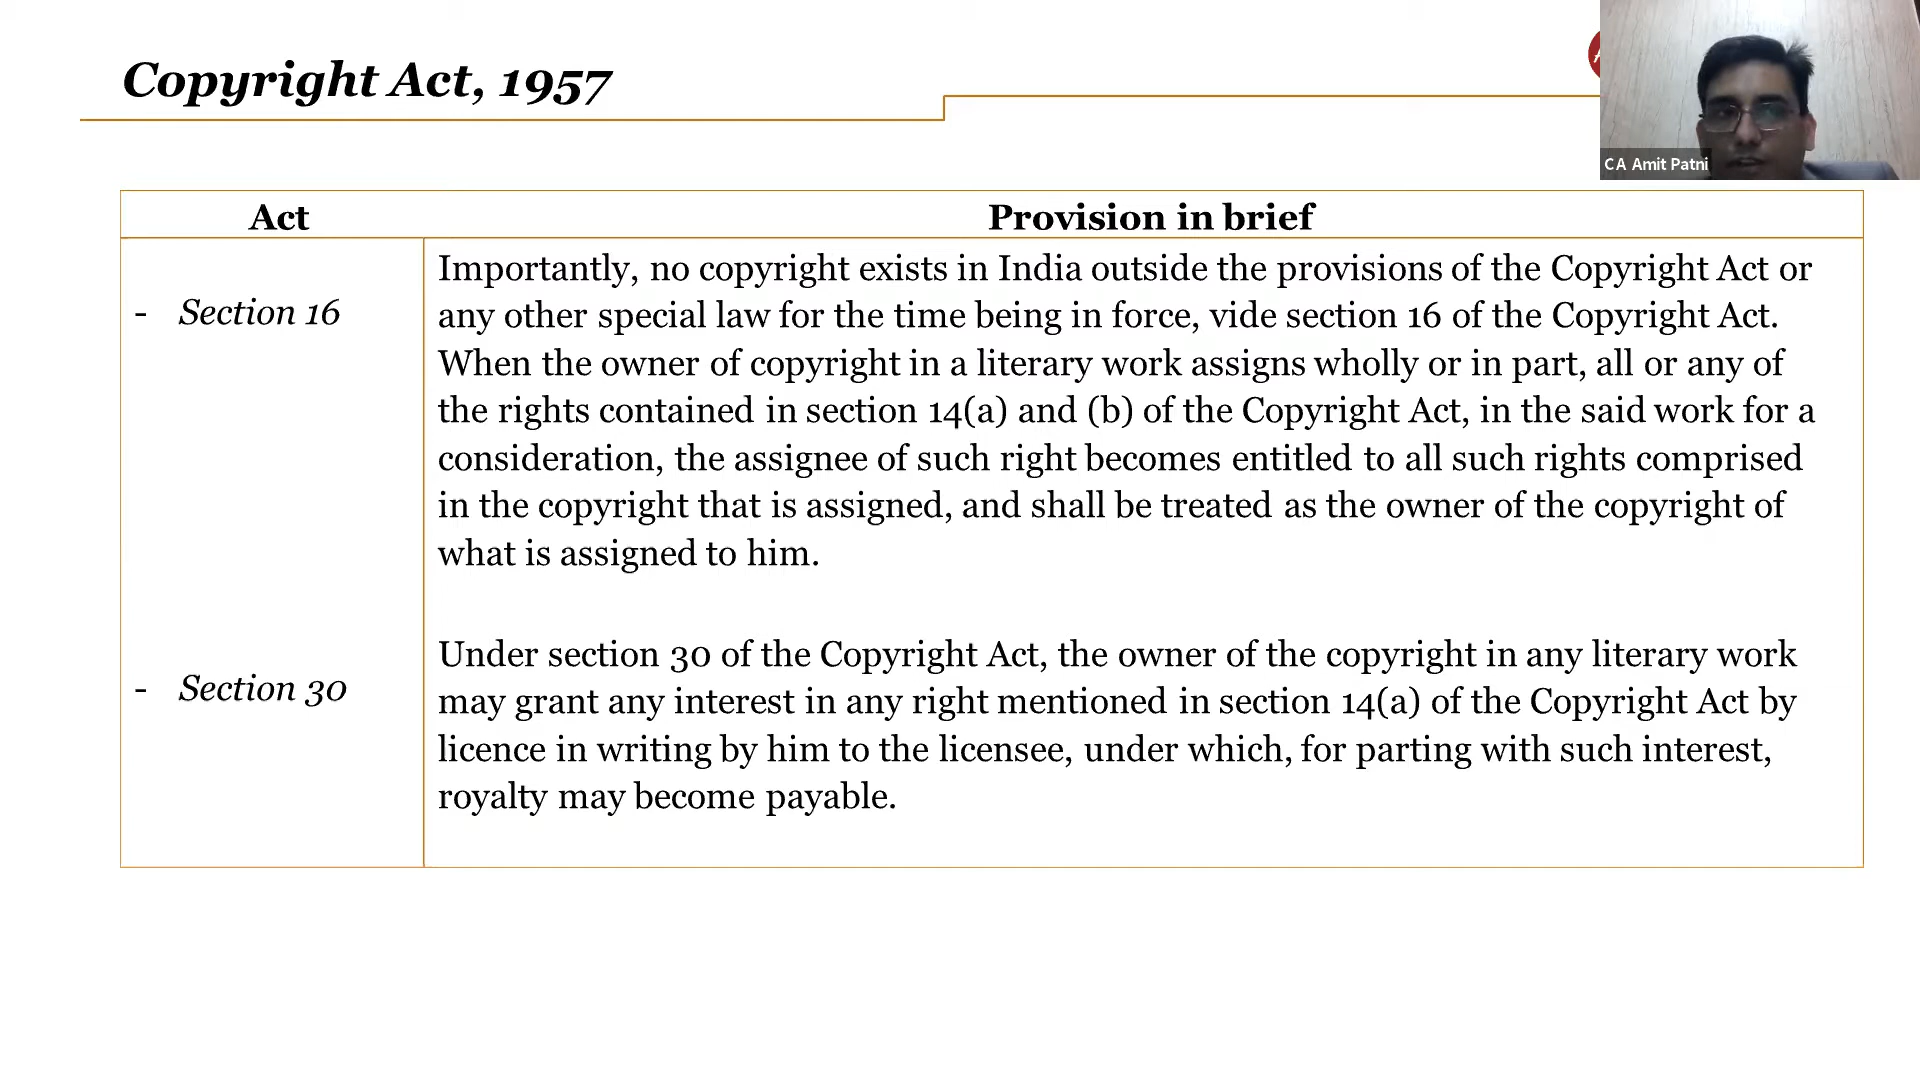 Copyright Act, 1957
CA Amit Patni
Act
Provision in brief
- Section 16
Importantly, no copyright exists in India outside the provisions of the Copyright Act or
any other special law for the time being in force, vide section 16 of the Copyright Act.
When the owner of copyright in a literary work assigns wholly or in part, all or any of
the rights contained in section 14(a) and (b) of the Copyright Act, in the said work for a
consideration, the assignee of such right becomes entitled to all such rights comprised
in the copyright that is assigned, and shall be treated as the owner of the copyright of
what is assigned to him.
- Section 30
Under section 30 of the Copyright Act, the owner of the copyright in any literary work
may grant any interest in any right mentioned in section 14(a) of the Copyright Act by
licence in writing by him to the licensee, under which, for parting with such interest,
royalty may become payable.